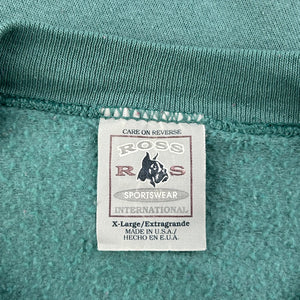 CARE ON REVERSE
ROSS
R S
SPORTSWEAR
INTERNATIONAL
X-Large/Extragrande
MADE IN U.S.A./
HECHO EN E.U.A.